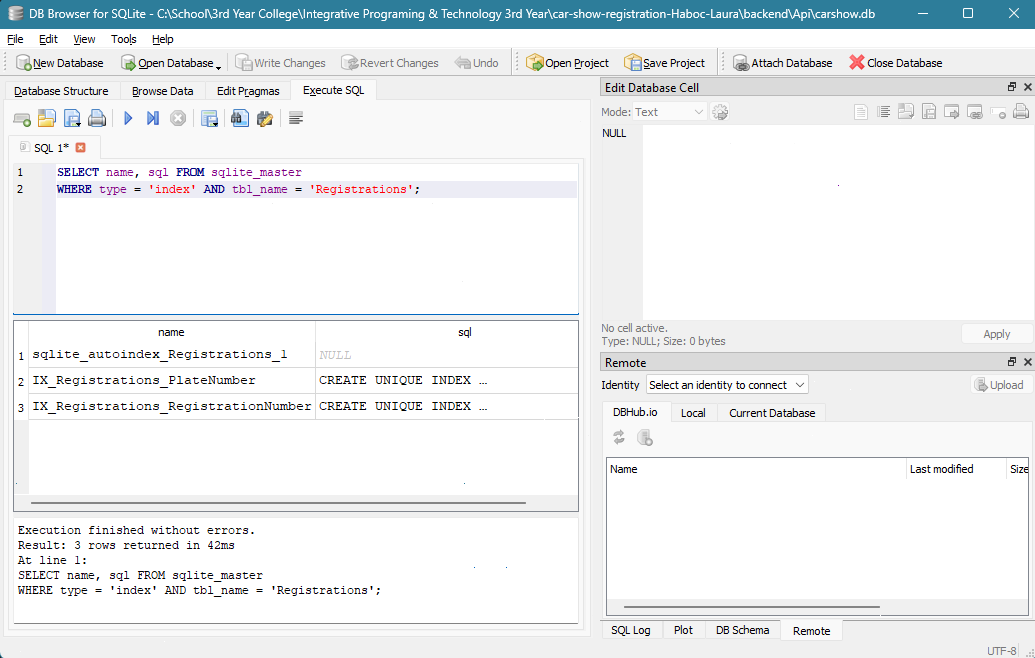 DB Browser for SQLite - C:\School\3rd Year College\Integrative Programing & Technology 3rd Year\car-show-registration-Haboc-Laura\backend\Api\carshow.db
File Edit View Tools Help
New Database Open Database Write Changes Revert Changes Undo Open Project Save Project Attach Database Close Database
Database Structure Browse Data Edit Pragmas Execute SQL
SQL 1*
1 SELECT name, sql FROM sqlite_master
2 WHERE type = 'index' AND tbl_name = 'Registrations';
name sql
1 sqlite_autoindex_Registrations_1 NULL
2 IX_Registrations_PlateNumber CREATE UNIQUE INDEX ...
3 IX_Registrations_RegistrationNumber CREATE UNIQUE INDEX ...
Execution finished without errors.
Result: 3 rows returned in 42ms
At line 1:
SELECT name, sql FROM sqlite_master
WHERE type = 'index' AND tbl_name = 'Registrations';
Edit Database Cell
Mode: Text
NULL
No cell active.
Type: NULL; Size: 0 bytes
Apply
Remote
Identity Select an identity to connect Upload
DBHub.io Local Current Database
Name Last modified Size
SQL Log Plot DB Schema Remote
UTF-8